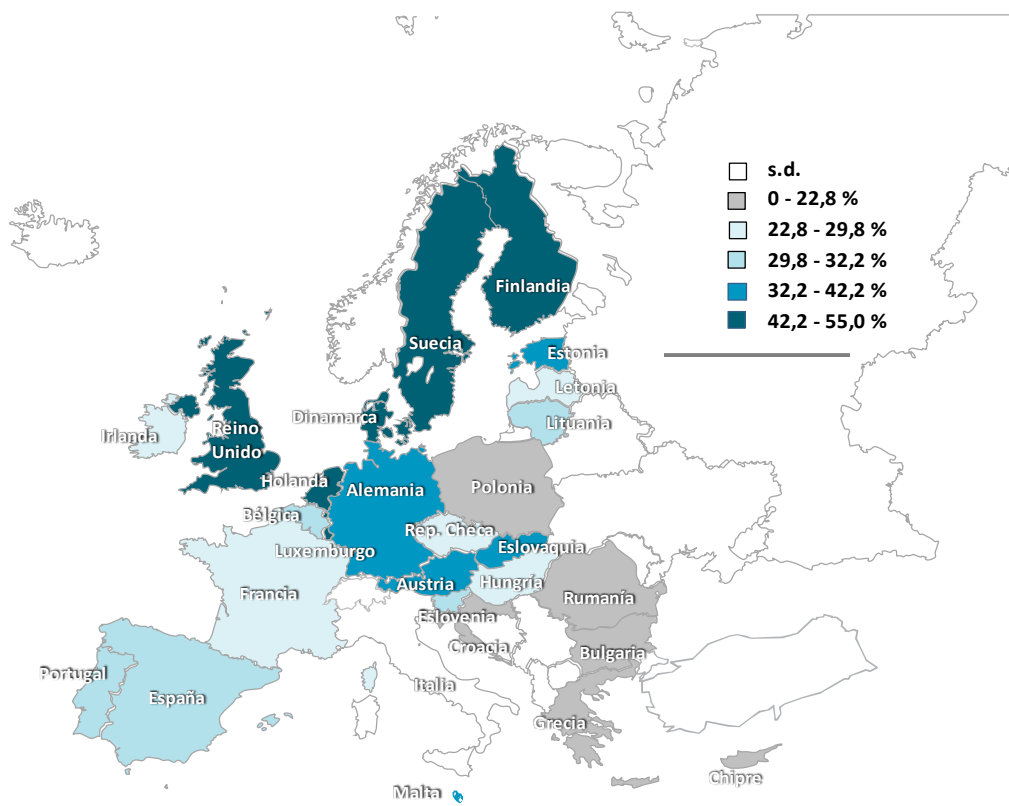 s.d.
0 - 22,8 %
22,8 - 29,8 %
29,8 - 32,2 %
32,2 - 42,2 %
42,2 - 55,0 %
Finlandia
Suecia
Estonia
Letonia
Dinamarca
Lituania
Irlanda
Reino
Unido
Holanda
Alemania
Polonia
Bélgica
Rep. Checa
Luxemburgo
Eslovaquia
Austria
Hungría
Francia
Rumanía
Eslovenia
Croacia
Bulgaria
Portugal
Italia
España
Grecia
Chipre
Malta